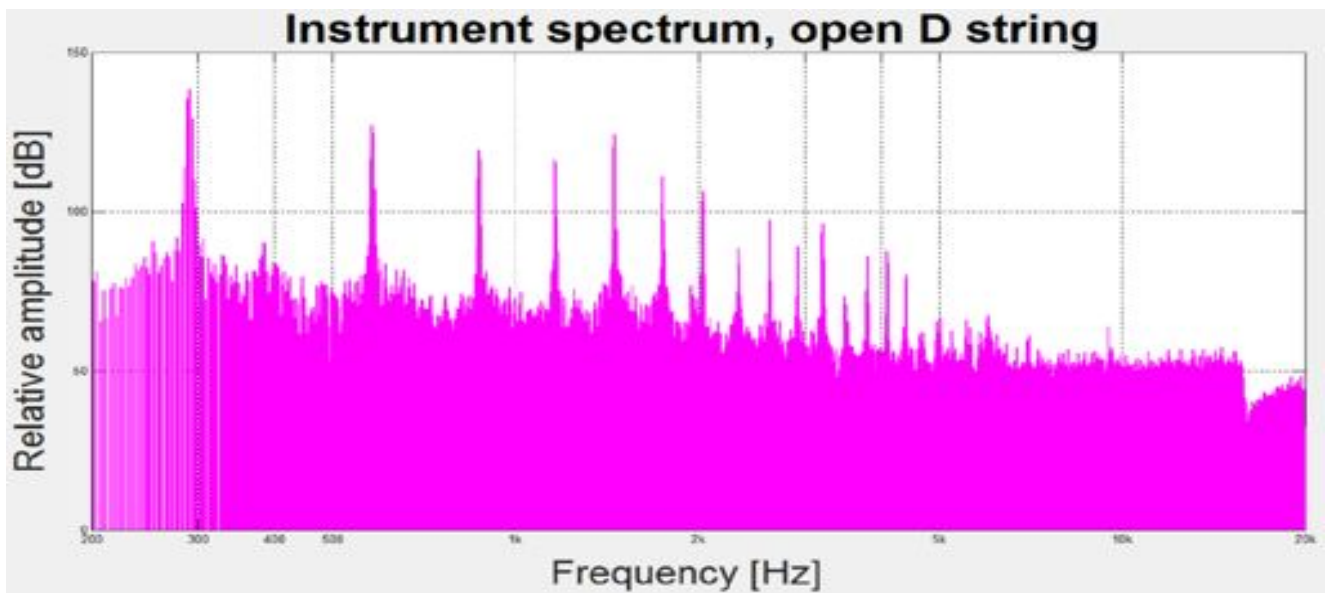 Instrument spectrum, open D string
150
100
50
0
Relative amplitude [dB]
200 300 400 500 1k 2k 5k 10k 20k
Frequency [Hz]